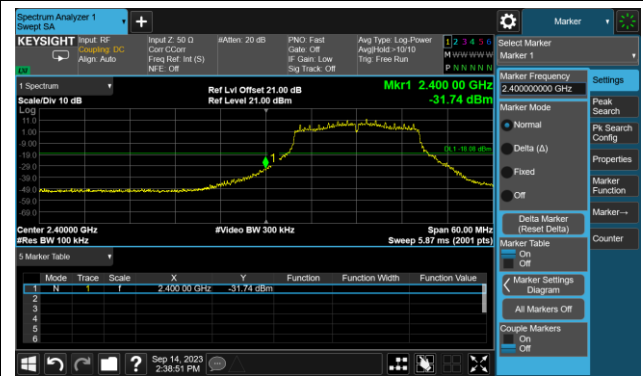 Spectrum Analyzer 1
Swept SA
Marker
KEYSIGHT Input: RF
Coupling: DC
Align: Auto
Input Z: 50 Ω
Corr CCorr
Freq Ref: Int (S)
NFE: Off
#Atten: 20 dB
PNO: Fast
Gate: Off
IF Gain: Low
Sig Track: Off
Avg Type: Log-Power
Avg|Hold:>10/10
Trig: Free Run
1 2 3 4 5 6
M W W W W W
P N N N N N
LXI
Select Marker
Marker 1
1 Spectrum
Scale/Div 10 dB
Ref Lvl Offset 21.00 dB
Ref Level 21.00 dBm
Mkr1 2.400 00 GHz
-31.74 dBm
Log
11.0
1.00
-9.00
-19.0
-29.0
-39.0
-49.0
-59.0
-69.0
1
Center 2.40000 GHz
#Res BW 100 kHz
#Video BW 300 kHz
Span 60.00 MHz
Sweep 5.87 ms (2001 pts)
5 Marker Table
Mode Trace Scale X Y Function Function Width Function Value
1 N 1 f 2.400 00 GHz -31.74 dBm
2
3
4
5
6
Marker Frequency
2.400000000 GHz
Marker Mode
Normal
Delta (Δ)
Fixed
Off
Delta Marker
(Reset Delta)
Marker Table
On
Off
Marker Settings
Diagram
All Markers Off
Couple Markers
On
Off
Settings
Peak
Search
Pk Search
Config
Properties
Marker
Function
Marker→
Counter
Sep 14, 2023
2:38:51 PM